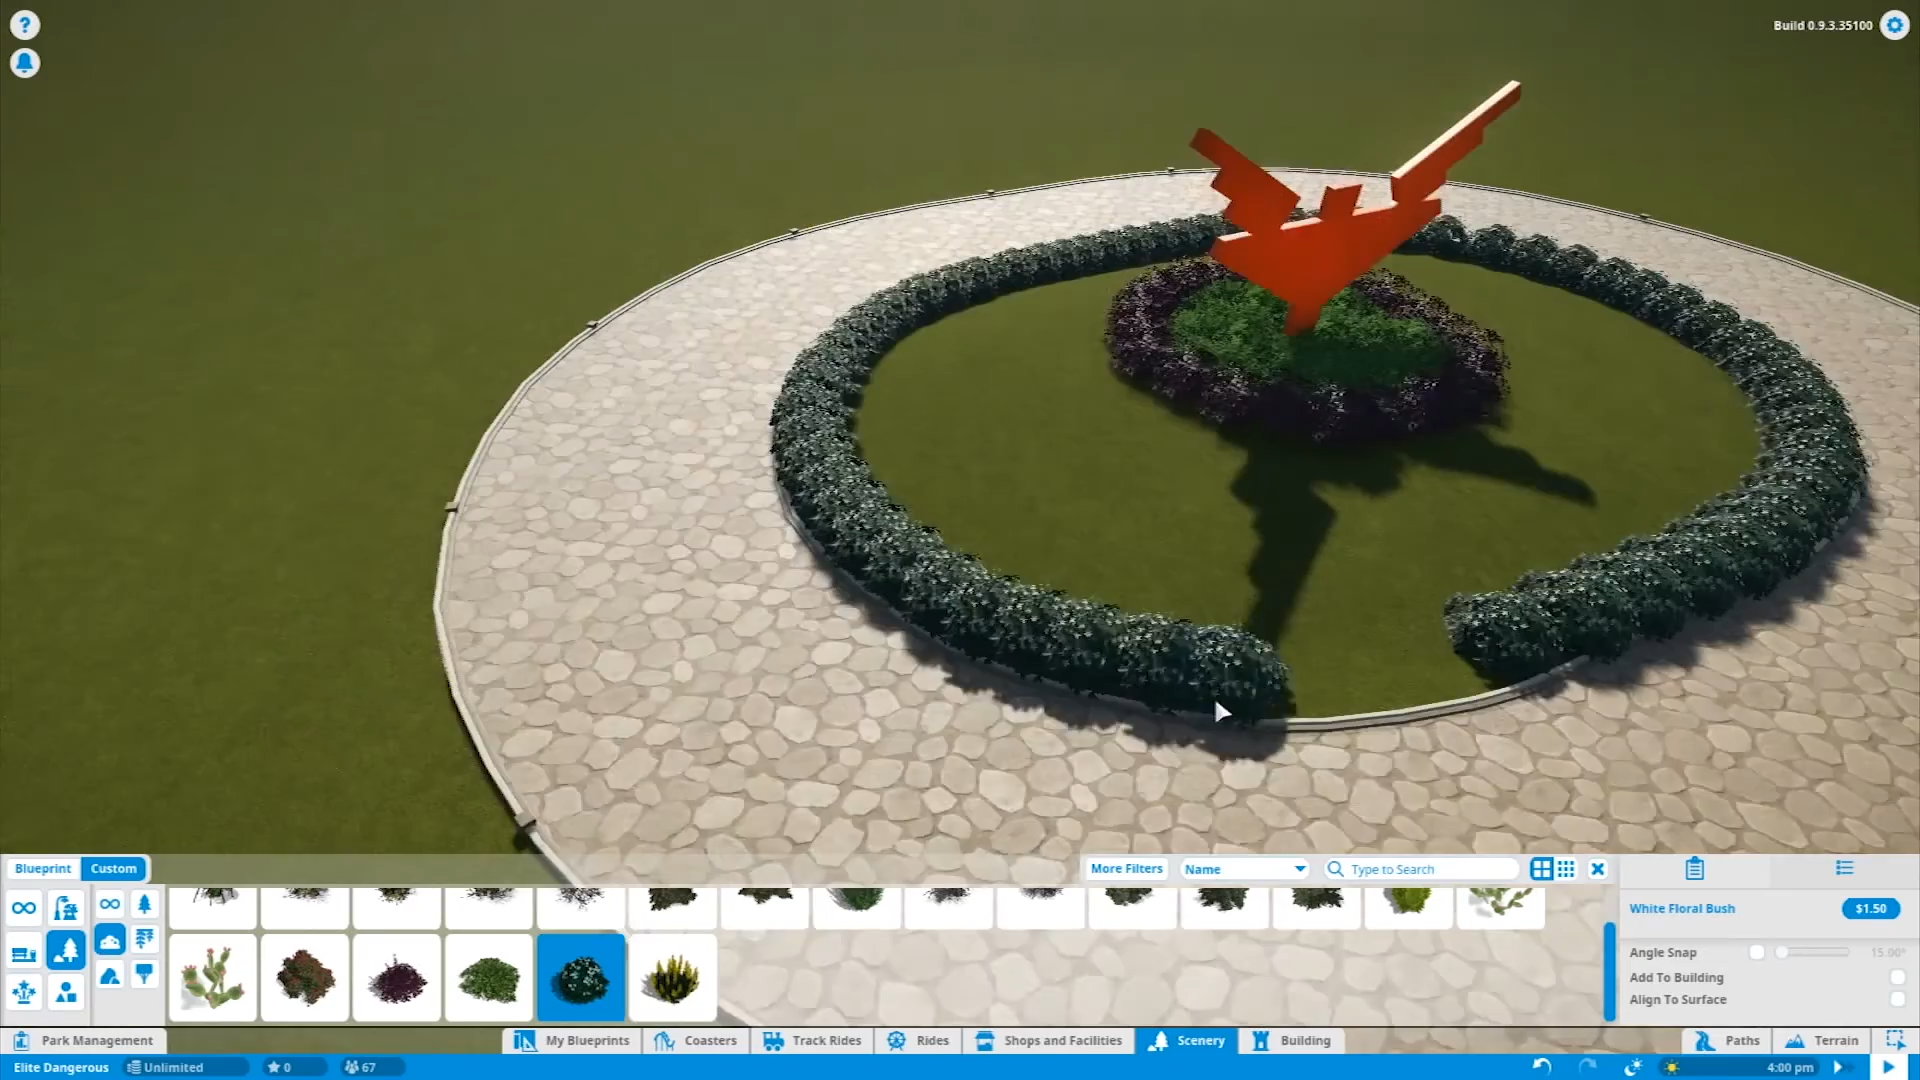 ?
Build 0.9.3.35100
Blueprint
Custom
More Filters
Name
Type to Search
White Floral Bush
$1.50
Angle Snap
15.00°
Add To Building
Align To Surface
Park Management
My Blueprints
Coasters
Track Rides
Rides
Shops and Facilities
Scenery
Building
Paths
Terrain
Elite Dangerous
Unlimited
0
67
4:00 pm